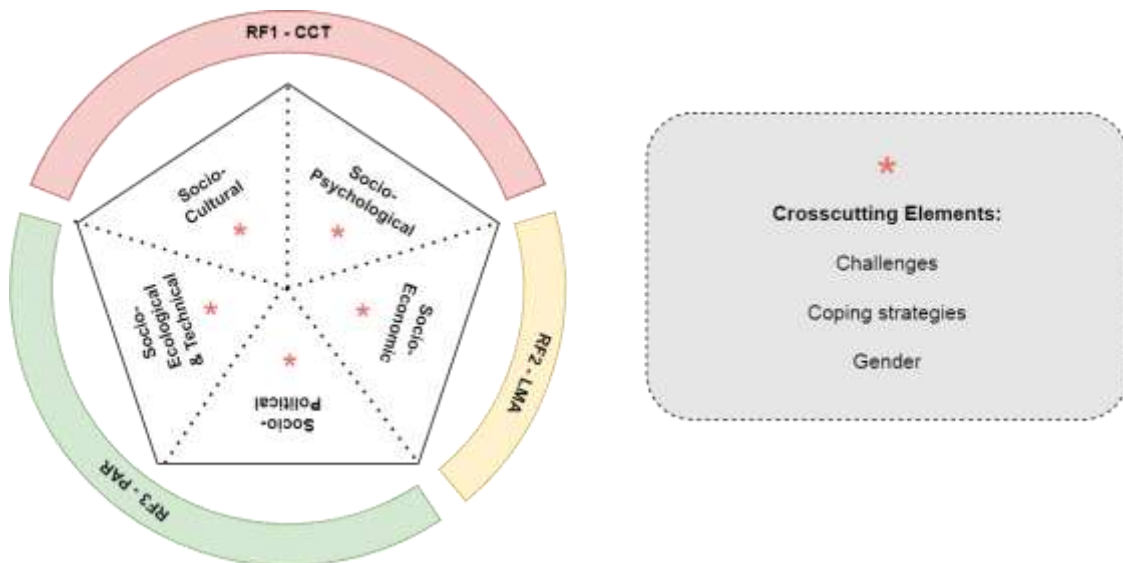 RF1 - CCT
Socio-
Cultural
*
Socio-
Psychological
*
Socio-
Ecological
& Technical
*
Socio-
Economic
*
Socio-
Political
*
RF2 - LMA
RF3 - PAR
*
Crosscutting Elements:
Challenges
Coping strategies
Gender